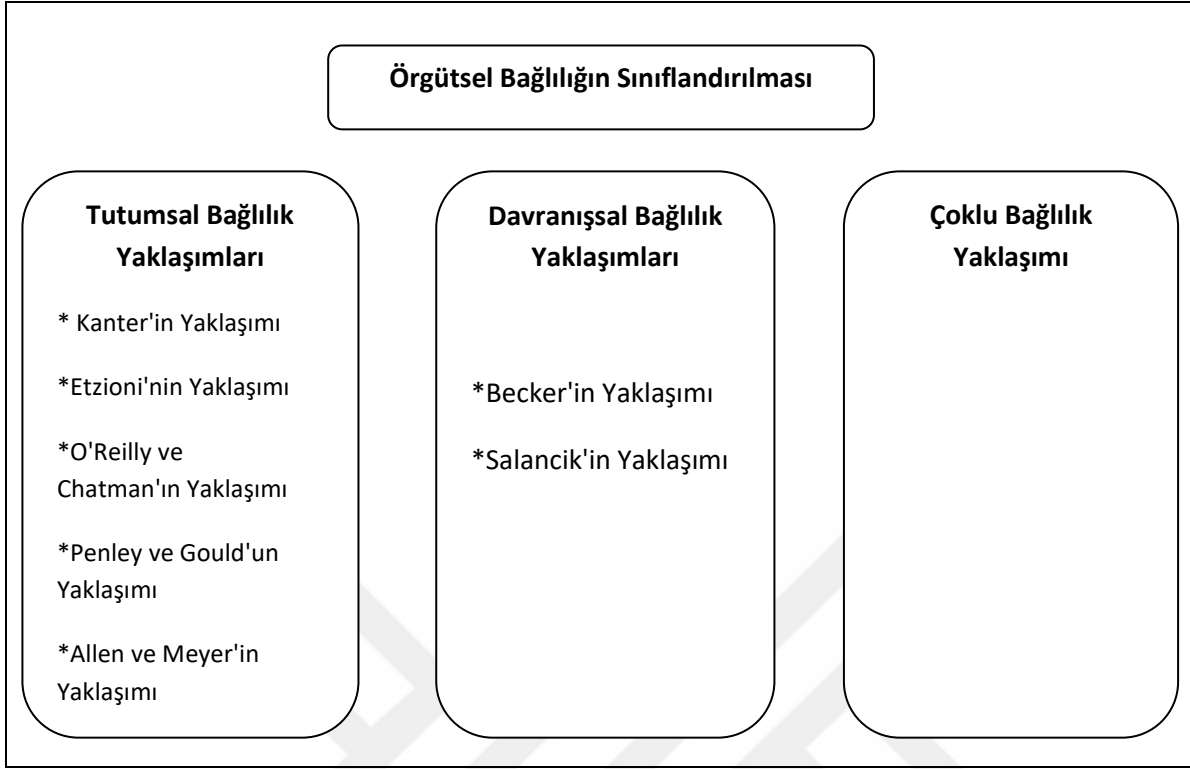 Örgütsel Bağlılığın Sınıflandırılması
Tutumsal Bağlılık
Yaklaşımları
* Kanter'in Yaklaşımı
*Etzioni'nin Yaklaşımı
*O'Reilly ve
Chatman'ın Yaklaşımı
*Penley ve Gould'un
Yaklaşımı
*Allen ve Meyer'in
Yaklaşımı
Davranışsal Bağlılık
Yaklaşımları
*Becker'in Yaklaşımı
*Salancik'in Yaklaşımı
Çoklu Bağlılık
Yaklaşımı